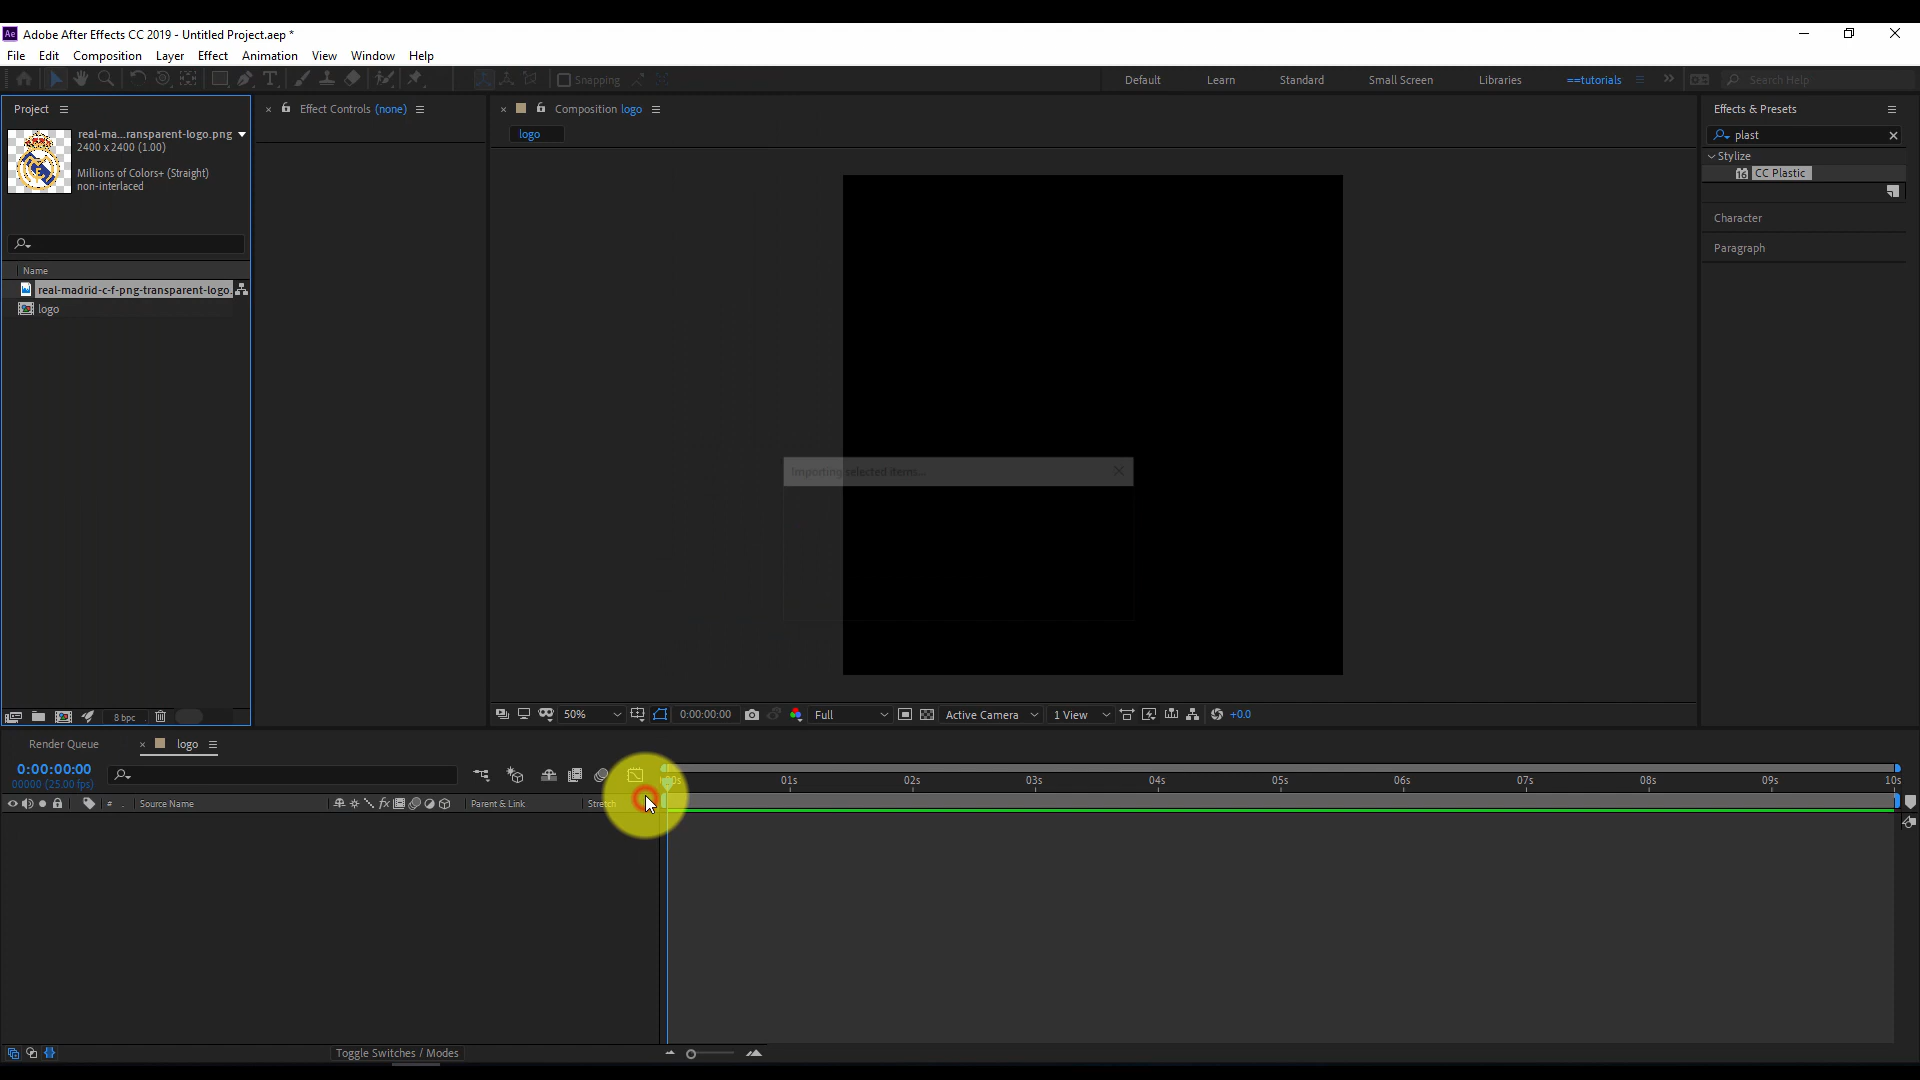 Adobe After Effects CC 2019 - Untitled Project.aep *
File Edit Composition Layer Effect Animation View Window Help
Snapping
Default Learn Standard Small Screen Libraries ==tutorials Search Help
Project
Effect Controls (none)
Composition logo
Effects & Presets
real-ma...ransparent-logo.png
2400 x 2400 (1.00)
Millions of Colors+ (Straight)
non-interlaced
logo
plast
Stylize
CC Plastic
Character
Paragraph
Name
real-madrid-c-f-png-transparent-logo.
logo
Importing selected items...
8 bpc
50%
0:00:00:00
Full
Active Camera
1 View
+0.0
Render Queue
logo
0:00:00:00
00000 (25.00 fps)
00s 01s 02s 03s 04s 05s 06s 07s 08s 09s 10s
# Source Name fx Parent & Link Stretch
Toggle Switches / Modes